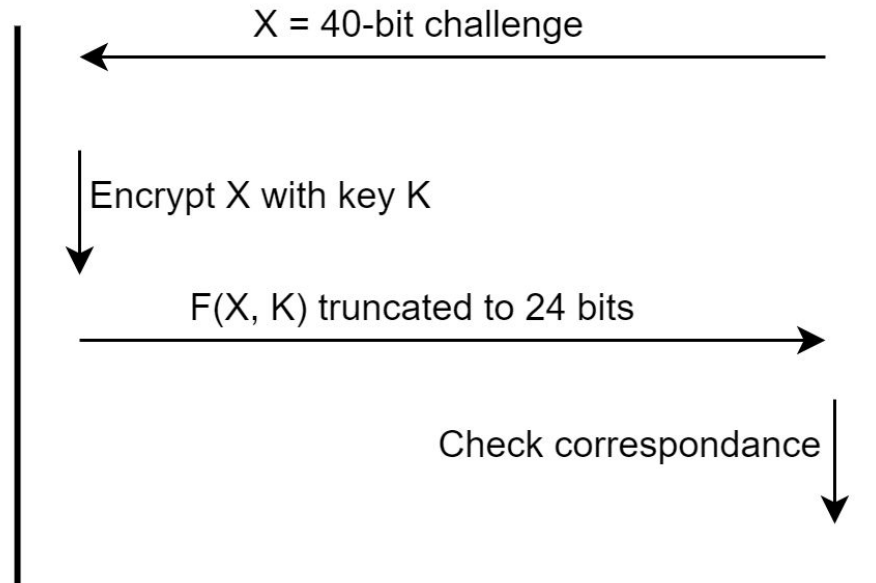 X = 40-bit challenge
Encrypt X with key K
F(X, K) truncated to 24 bits
Check correspondance